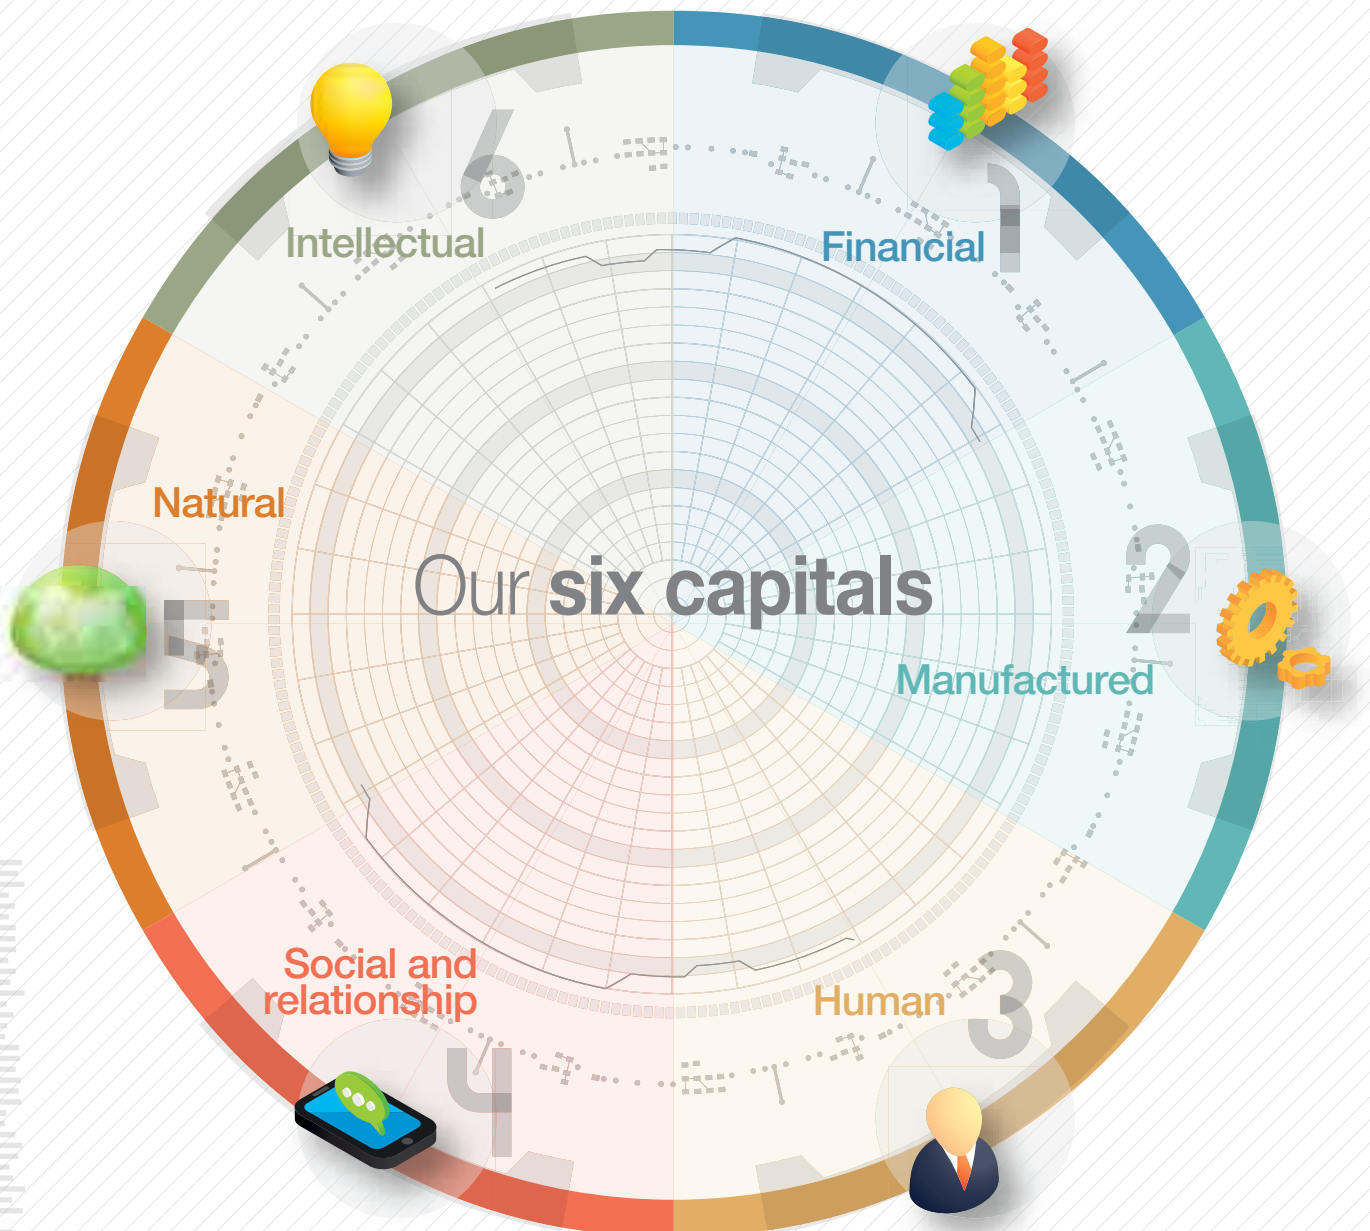 6
Intellectual
1
Financial
Natural
5
Our six capitals
2
Manufactured
Social and
relationship
4
Human
3